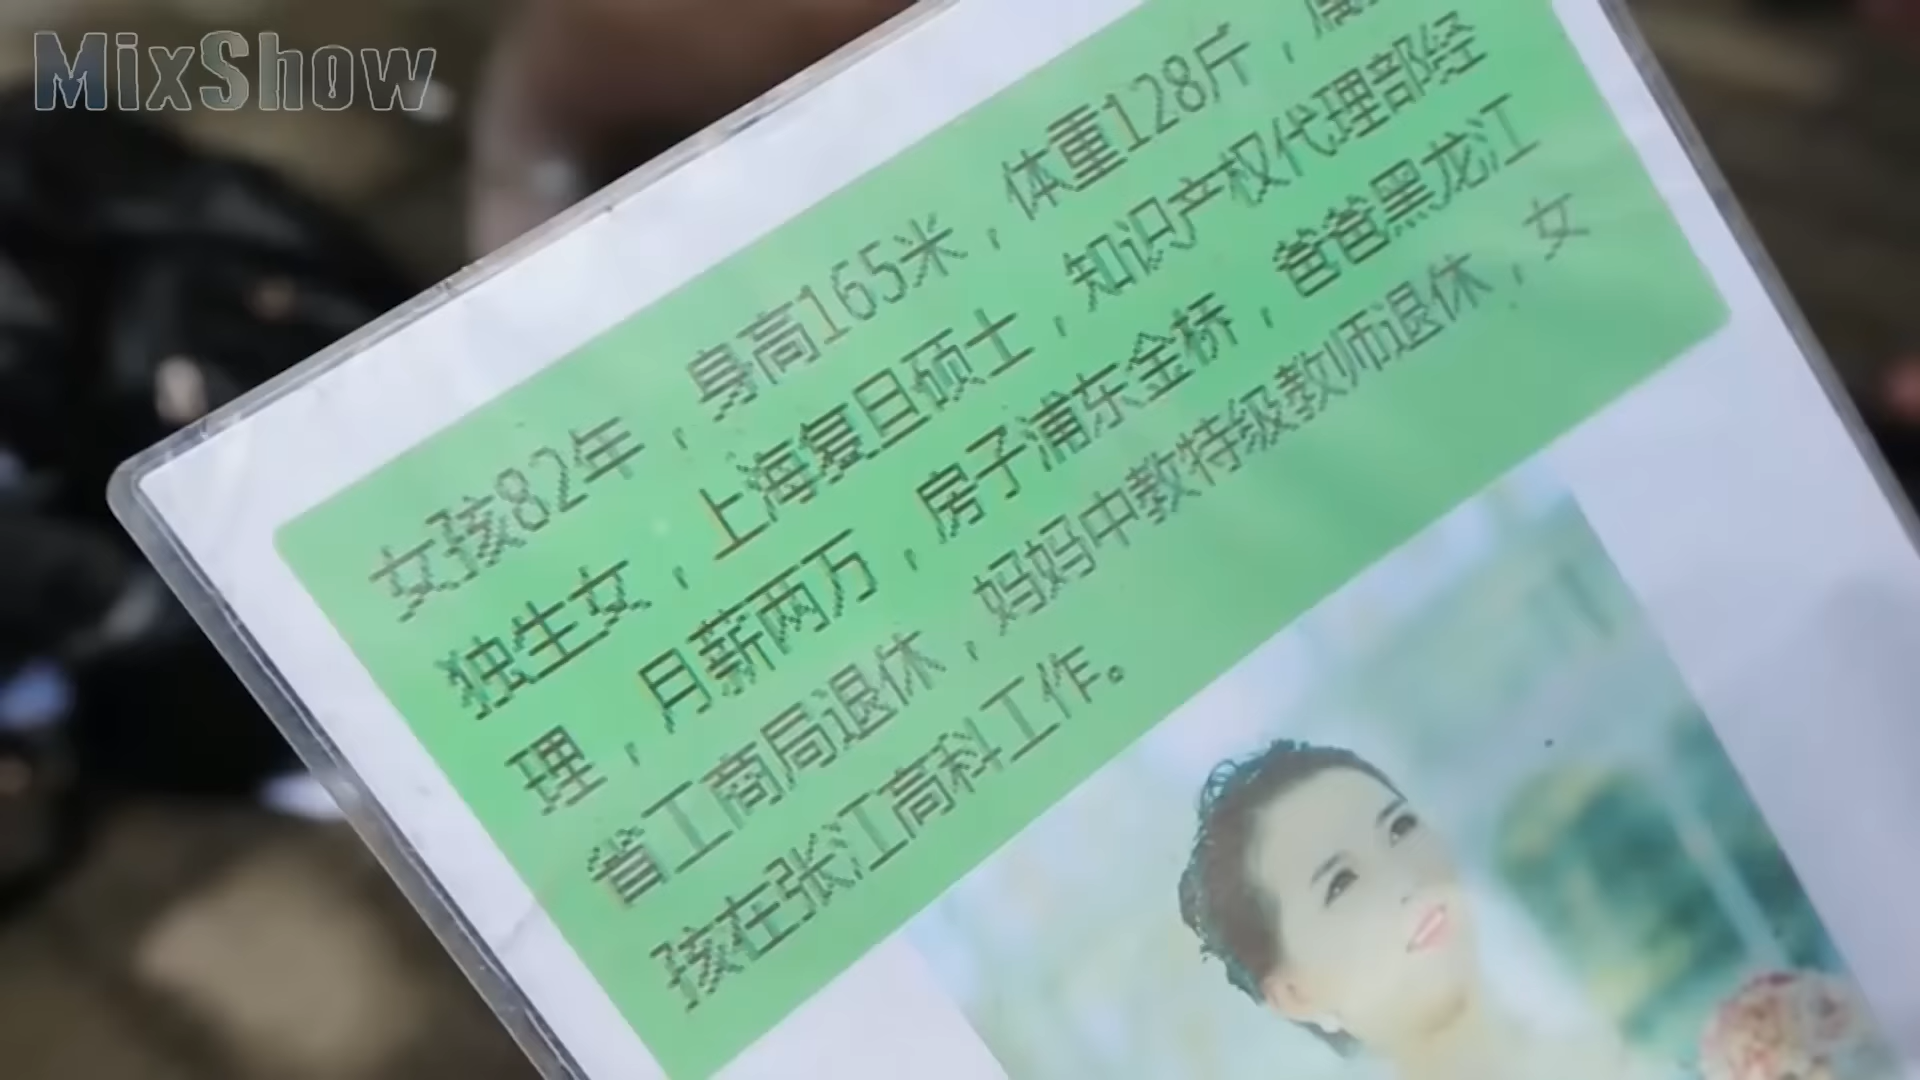 MixShow
女孩82年，身高165米，体重128斤，
独生女，上海复旦硕士，知识产权代理部经
理，月薪两万，房子浦东金桥，爸爸黑龙江
省工商局退休，妈妈中教特级教师退休，女
孩在张江高科工作。